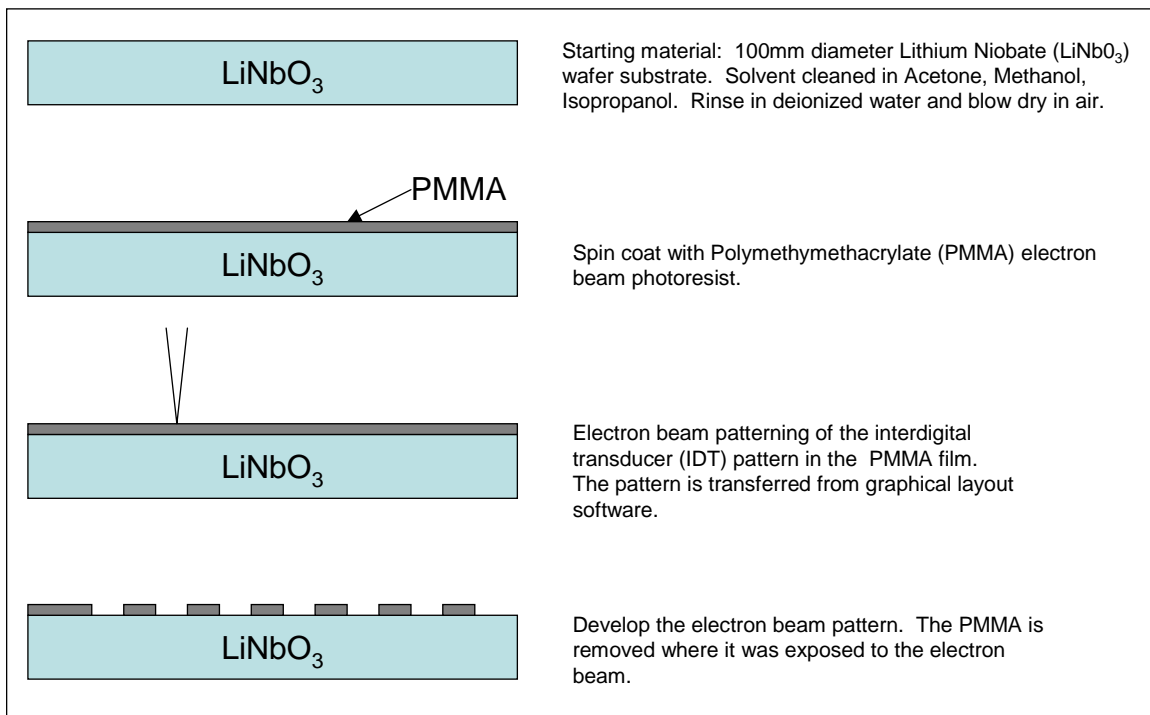 LiNbO₃
Starting material: 100mm diameter Lithium Niobate (LiNb0₃)
wafer substrate. Solvent cleaned in Acetone, Methanol,
Isopropanol. Rinse in deionized water and blow dry in air.
PMMA
LiNbO₃
Spin coat with Polymethymethacrylate (PMMA) electron
beam photoresist.
LiNbO₃
Electron beam patterning of the interdigital
transducer (IDT) pattern in the PMMA film.
The pattern is transferred from graphical layout
software.
LiNbO₃
Develop the electron beam pattern. The PMMA is
removed where it was exposed to the electron
beam.